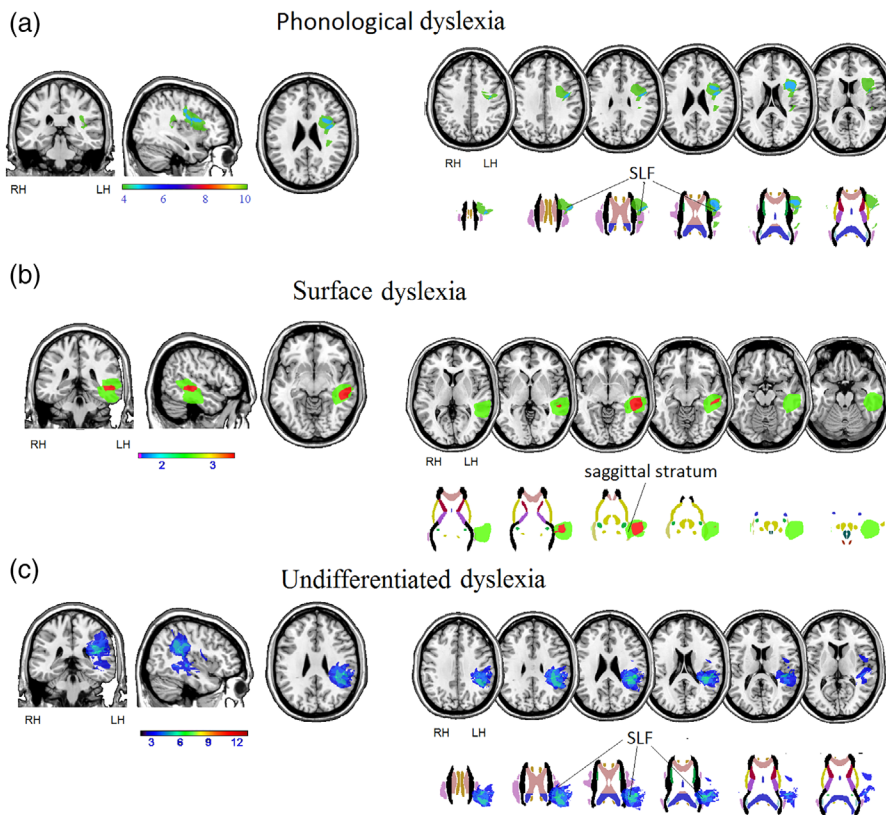 (a)
Phonological dyslexia
RH LH
4 6 7 8 10
RH LH
SLF
(b)
Surface dyslexia
RH LH
2 3
RH LH
saggittal stratum
(c)
Undifferentiated dyslexia
RH LH
3 6 9 12
RH LH
SLF